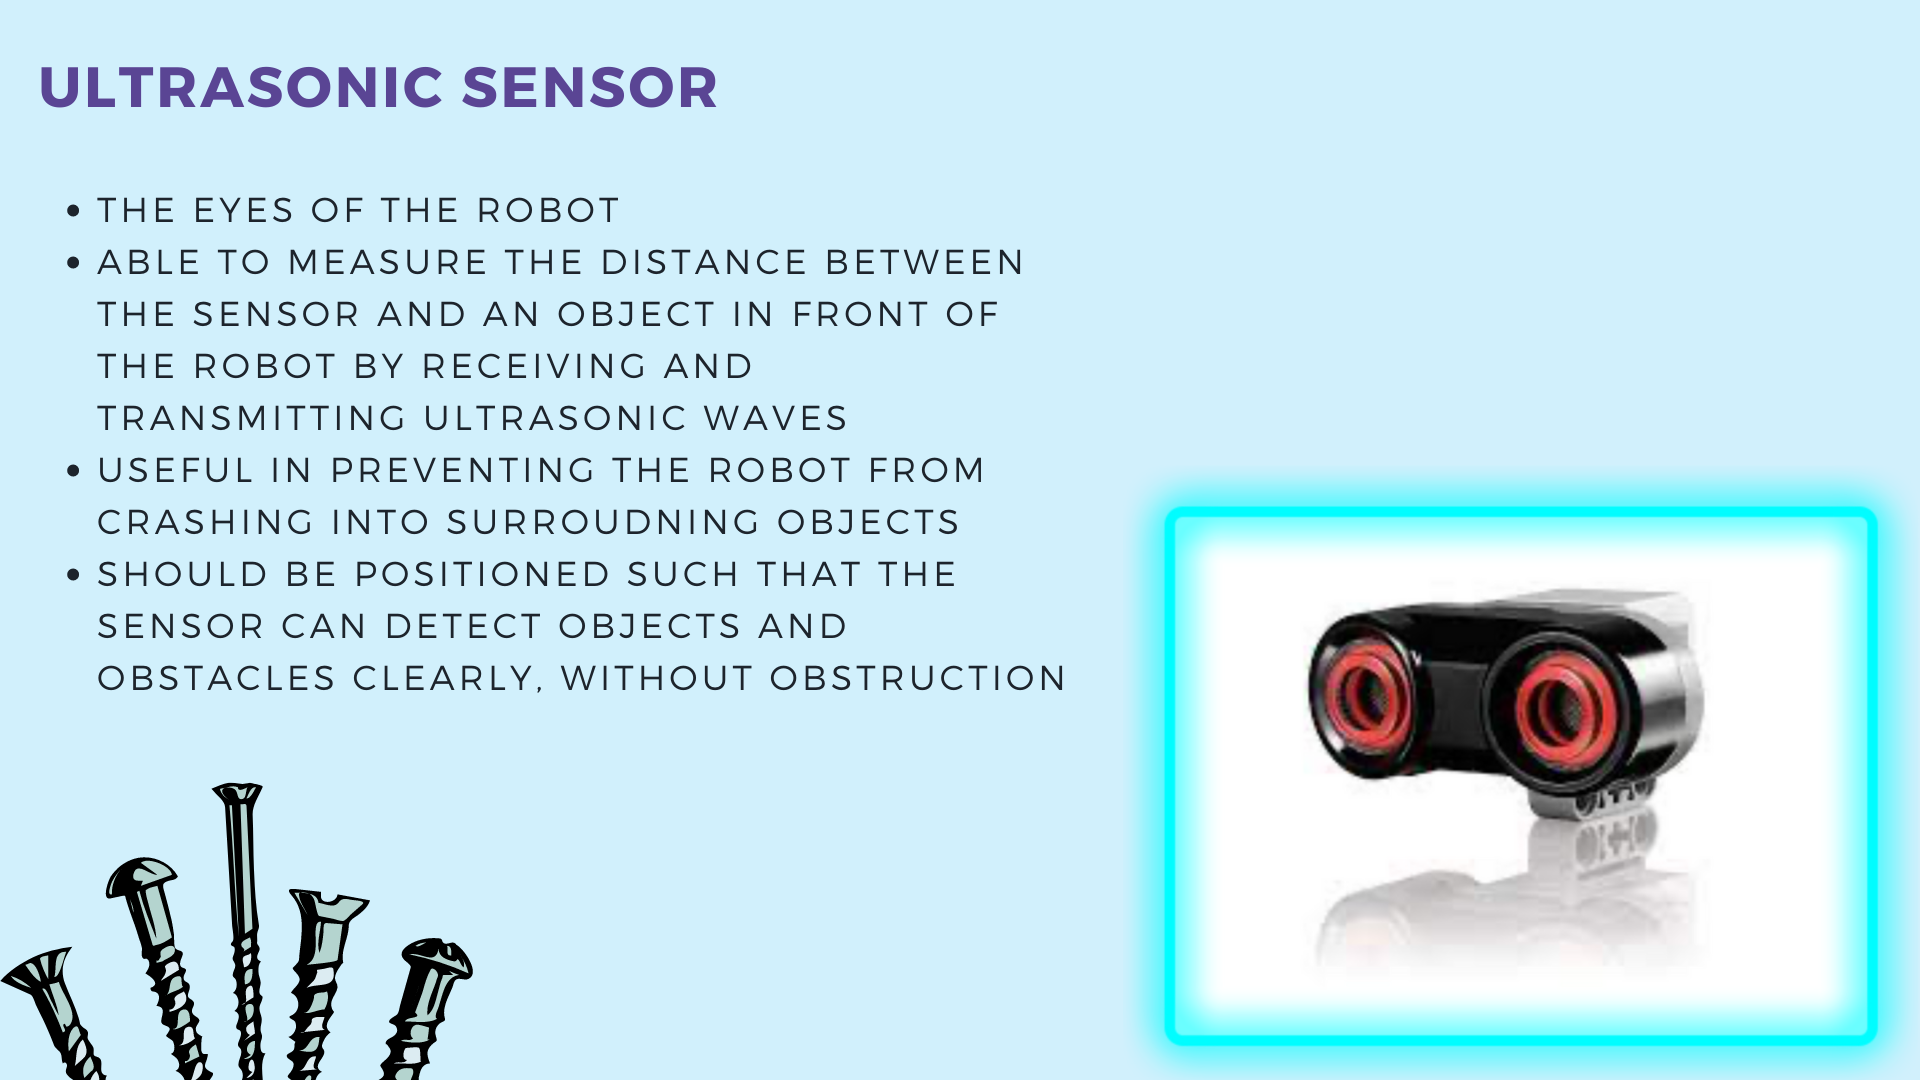 ULTRASONIC SENSOR
• THE EYES OF THE ROBOT
• ABLE TO MEASURE THE DISTANCE BETWEEN
THE SENSOR AND AN OBJECT IN FRONT OF
THE ROBOT BY RECEIVING AND
TRANSMITTING ULTRASONIC WAVES
• USEFUL IN PREVENTING THE ROBOT FROM
CRASHING INTO SURROUDNING OBJECTS
• SHOULD BE POSITIONED SUCH THAT THE
SENSOR CAN DETECT OBJECTS AND
OBSTACLES CLEARLY, WITHOUT OBSTRUCTION